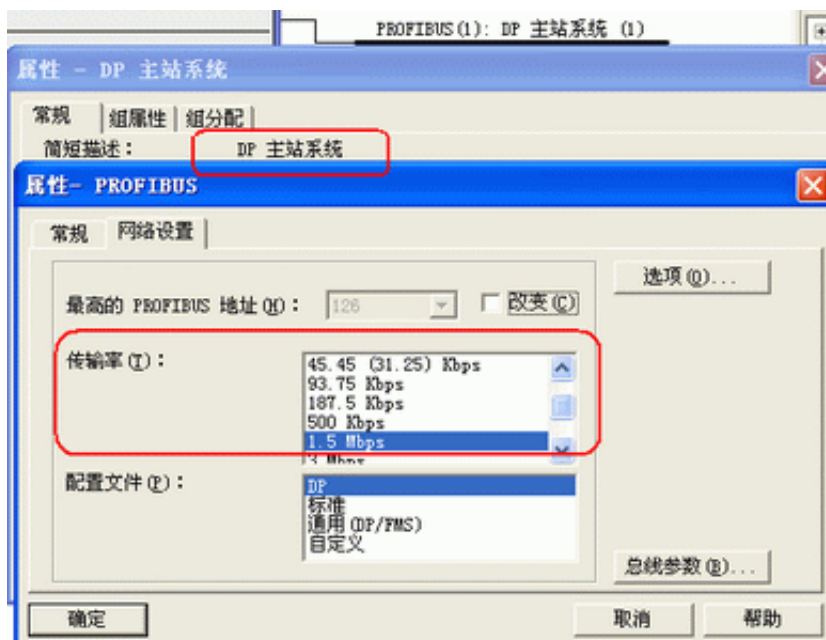 PROFIBUS(1): DP 主站系统 (1)
属性 - DP 主站系统
常规 组属性 组分配
简短描述： DP 主站系统
属性- PROFIBUS
常规 网络设置
选项(O)...
最高的 PROFIBUS 地址(H)： 126 改变(C)
传输率(T)：
45.45 (31.25) Kbps
93.75 Kbps
187.5 Kbps
500 Kbps
1.5 Mbps
3 Mbps
配置文件(P)：
DP
标准
通用(DP/FMS)
自定义
总线参数(B)...
确定 取消 帮助